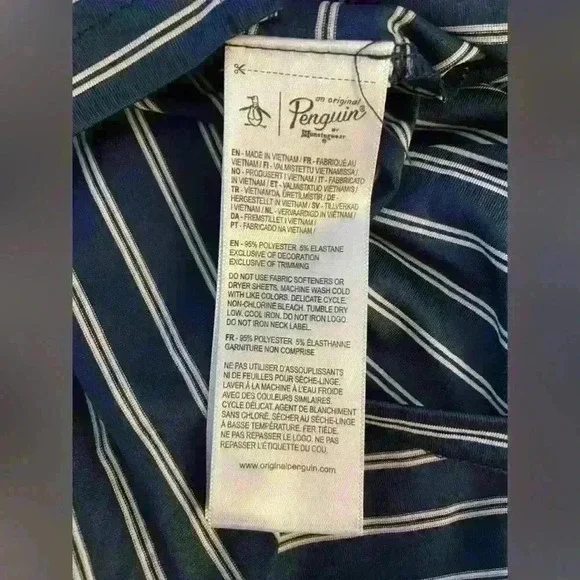 an original
Penguin®
BY
Munsingwear®
EN - MADE IN VIETNAM / FR - FABRIQUÉ AU
VIETNAM / FI - VALMISTETTU VIETNAMISSA /
NO - PRODUSERT I VIETNAM / IT - FABBRICATO
IN VIETNAM / ET - VALMISTATUD VIETNAMIS /
TR - VIETNAM'DA ÜRETİLMİŞTİR / DE -
HERGESTELLT IN VIETNAM / SV - TILLVERKAD
I VIETNAM / NL - VERVAARDIGD IN VIETNAM /
DA - FREMSTILLET I VIETNAM /
PT - FABRICADO NA VIETNAM /
EN - 95% POLYESTER 5% ELASTANE
EXCLUSIVE OF DECORATION
EXCLUSIVE OF TRIMMING
DO NOT USE FABRIC SOFTENERS OR
DRYER SHEETS. MACHINE WASH COLD
WITH LIKE COLORS. DELICATE CYCLE.
NON-CHLORINE BLEACH. TUMBLE DRY
LOW. COOL IRON. DO NOT IRON LOGO.
DO NOT IRON NECK LABEL.
FR - 95% POLYESTER 5% ÉLASTHANNE
GARNITURE NON COMPRISE
NE PAS UTILISER D'ASSOUPLISSANTS
NI DE FEUILLES POUR SÈCHE-LINGE.
LAVER À LA MACHINE À L'EAU FROIDE
AVEC DES COULEURS SIMILAIRES.
CYCLE DÉLICAT. AGENT DE BLANCHIMENT
SANS CHLORE. SÉCHER AU SÈCHE-LINGE
À BASSE TEMPÉRATURE. FER TIÈDE.
NE PAS REPASSER LE LOGO. NE PAS
REPASSER L'ÉTIQUETTE DU COU.
www.originalpenguin.com